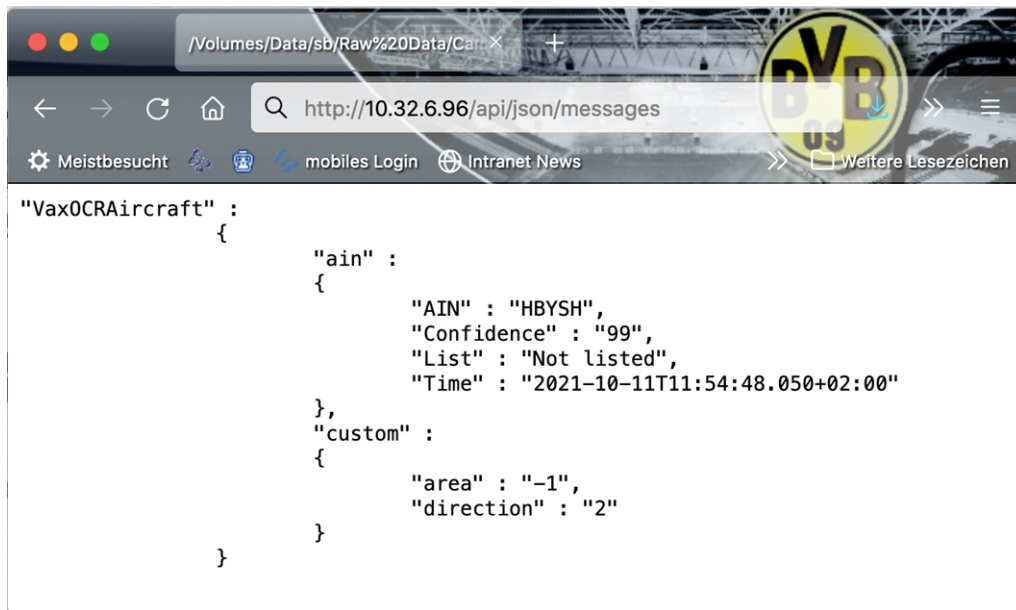 /Volumes/Data/sb/Raw%20Data/Ca
BVB
09
http://10.32.6.96/api/json/messages
Meistbesucht
mobiles Login
Intranet News
Weitere Lesezeichen
"VaxOCRAircraft" :
{
"ain" :
{
"AIN" : "HBYSH",
"Confidence" : "99",
"List" : "Not listed",
"Time" : "2021-10-11T11:54:48.050+02:00"
},
"custom" :
{
"area" : "-1",
"direction" : "2"
}
}